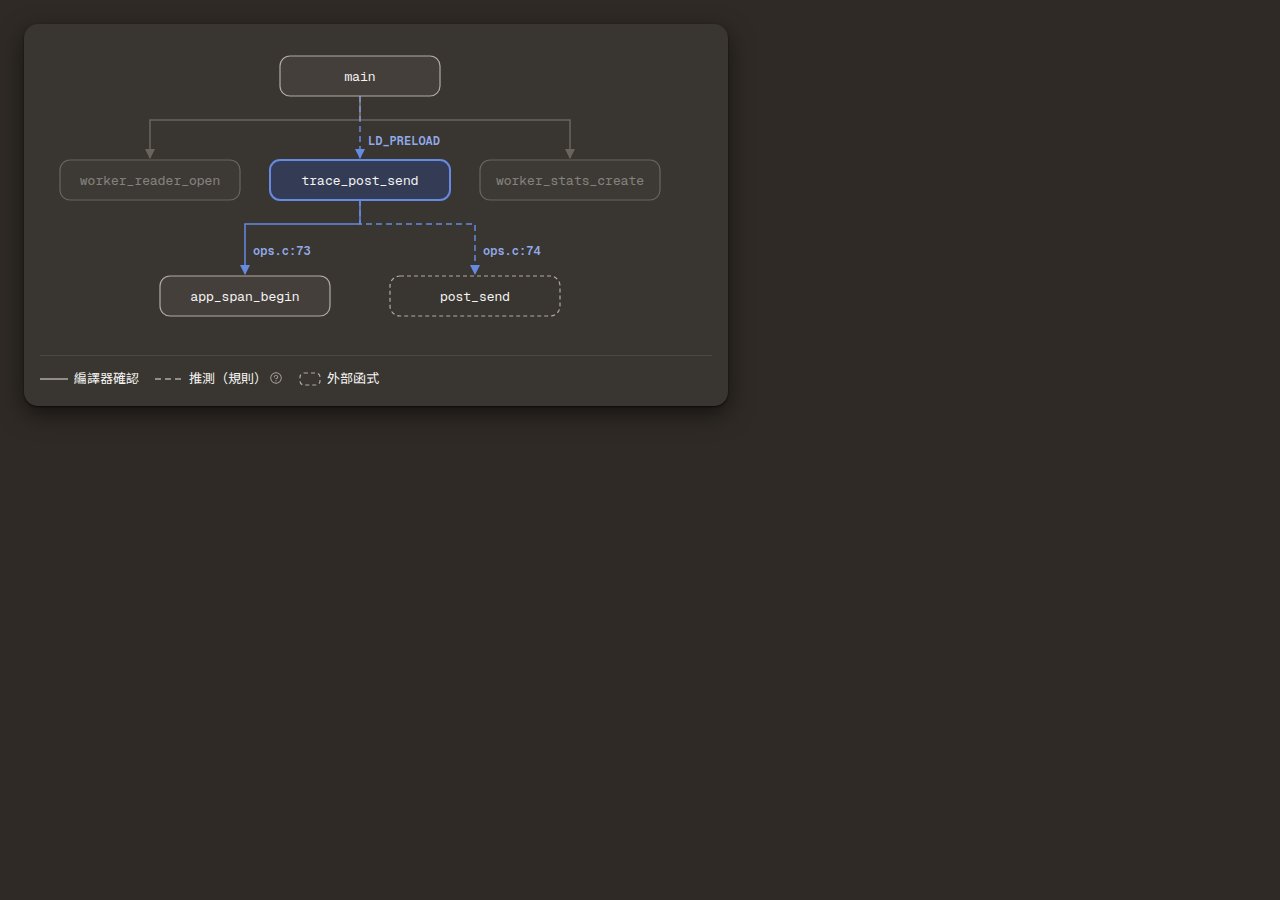 main
LD_PRELOAD
worker_reader_open trace_post_send worker_stats_create
ops.c:73 ops.c:74
app_span_begin post_send
編譯器確認 推測（規則） ? 外部函式